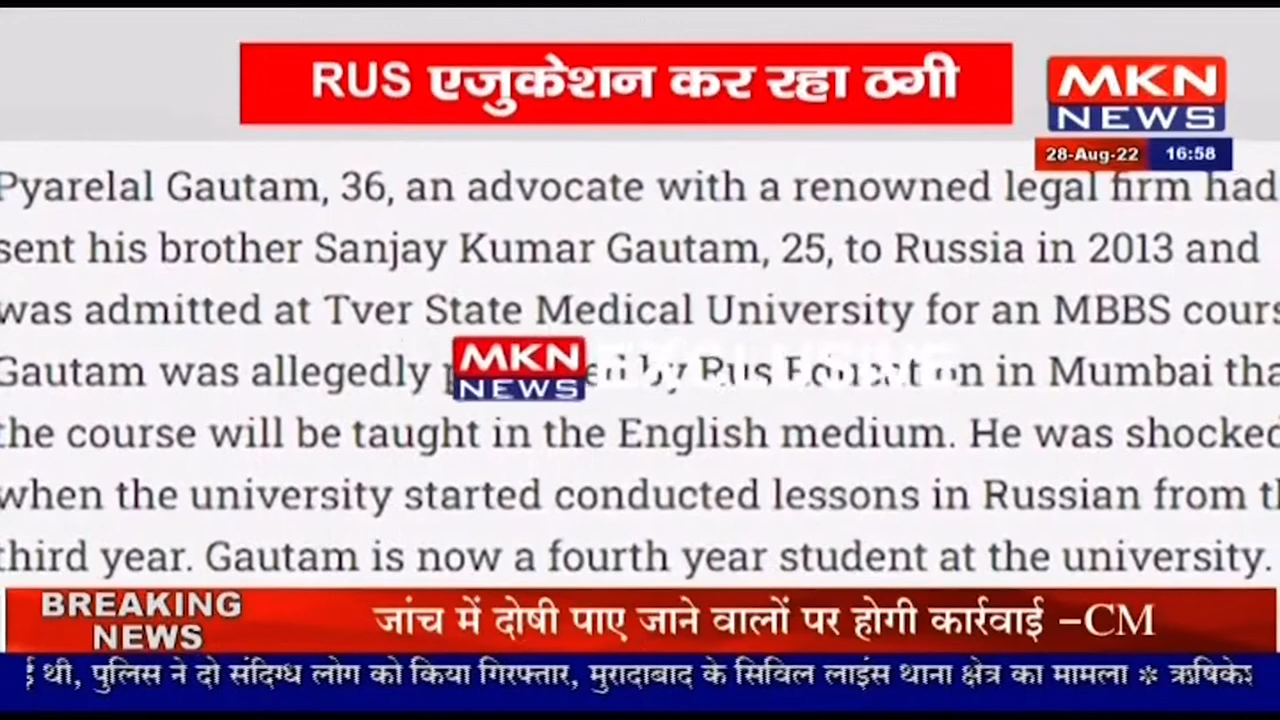 RUS एजुकेशन कर रहा ठगी
MKN
NEWS
28-Aug-22 16:58
Pyarelal Gautam, 36, an advocate with a renowned legal firm had
sent his brother Sanjay Kumar Gautam, 25, to Russia in 2013 and
was admitted at Tver State Medical University for an MBBS cours
Gautam was allegedly by Rus in Mumbai tha
MKN
NEWS
the course will be taught in the English medium. He was shocked
when the university started conducted lessons in Russian from th
third year. Gautam is now a fourth year student at the university.
BREAKING
NEWS
जांच में दोषी पाए जाने वालों पर होगी कार्रवाई –CM
थी, पुलिस ने दो संदिग्ध लोग को किया गिरफ्तार, मुरादाबाद के सिविल लाइंस थाना क्षेत्र का मामला * ऋषिकेश